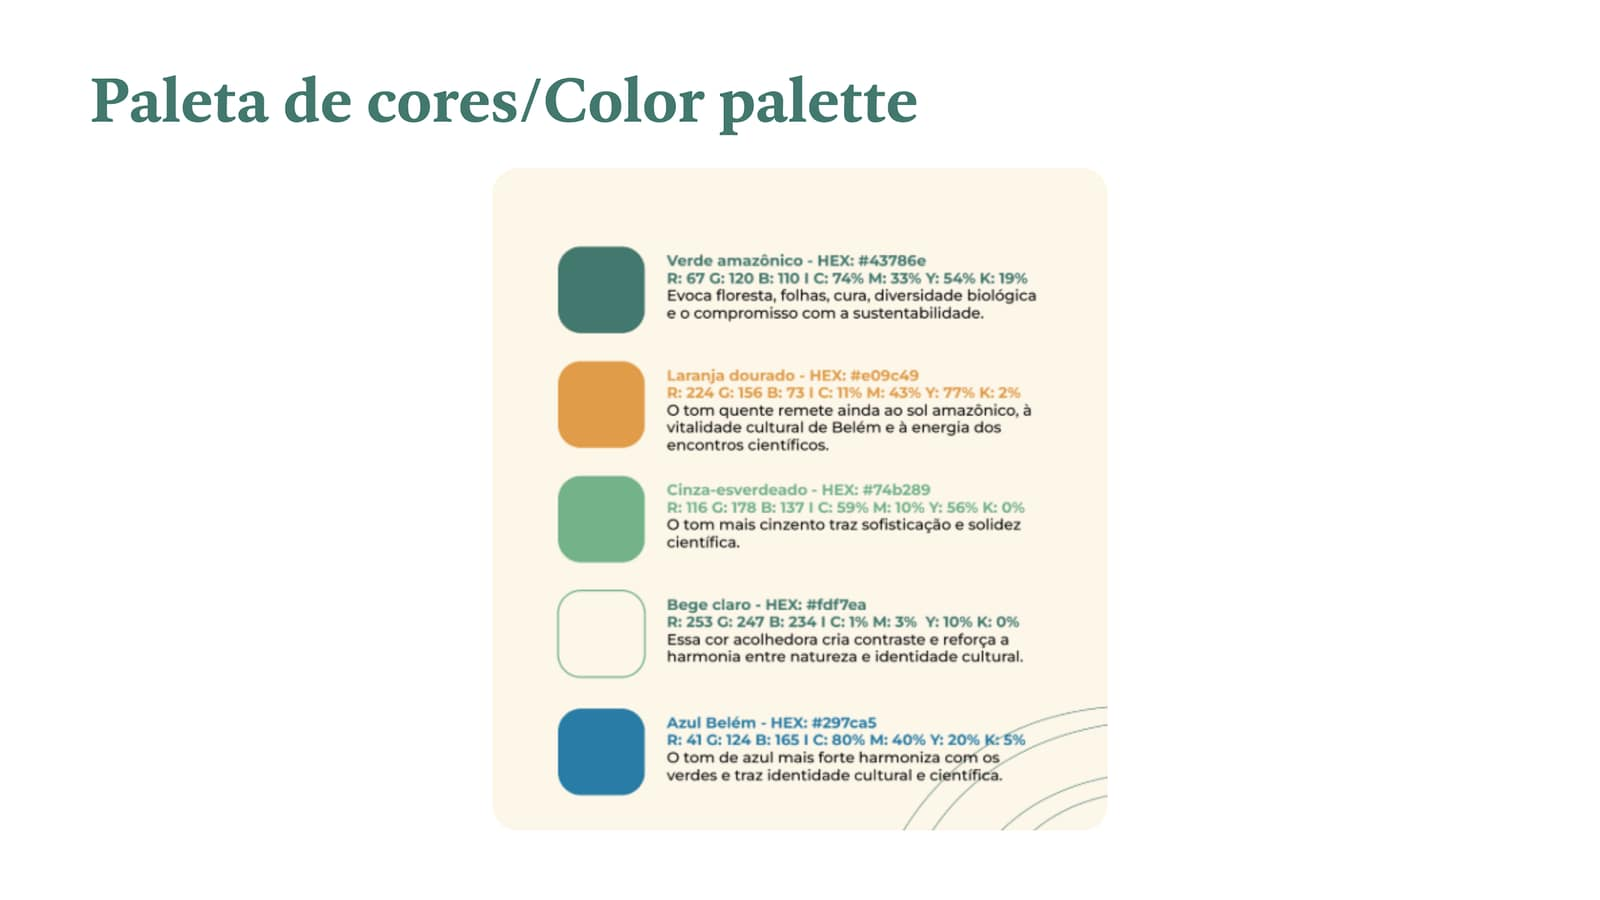 Paleta de cores/Color palette
Verde amazônico - HEX: #43786e
R: 67 G: 120 B: 110 I C: 74% M: 33% Y: 54% K: 19%
Evoca floresta, folhas, cura, diversidade biológica
e o compromisso com a sustentabilidade.
Laranja dourado - HEX: #e09c49
R: 224 G: 156 B: 73 I C: 11% M: 43% Y: 77% K: 2%
O tom quente remete ainda ao sol amazônico, à
vitalidade cultural de Belém e à energia dos
encontros científicos.
Cinza-esverdeado - HEX: #74b289
R: 116 G: 178 B: 137 I C: 59% M: 10% Y: 56% K: 0%
O tom mais cinzento traz sofisticação e solidez
científica.
Bege claro - HEX: #fdf7ea
R: 253 G: 247 B: 234 I C: 1% M: 3%  Y: 10% K: 0%
Essa cor acolhedora cria contraste e reforça a
harmonia entre natureza e identidade cultural.
Azul Belém - HEX: #297ca5
R: 41 G: 124 B: 165 I C: 80% M: 40% Y: 20% K: 5%
O tom de azul mais forte harmoniza com os
verdes e traz identidade cultural e científica.